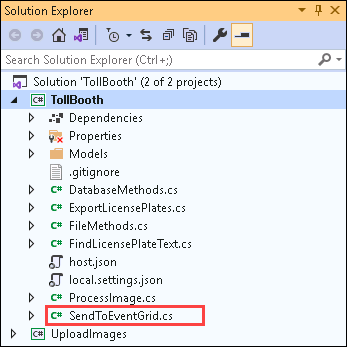 Solution Explorer
Search Solution Explorer (Ctrl+;)
Solution 'TollBooth' (2 of 2 projects)
C# TollBooth
Dependencies
Properties
Models
.gitignore
C# DatabaseMethods.cs
C# ExportLicensePlates.cs
C# FileMethods.cs
C# FindLicensePlateText.cs
host.json
local.settings.json
C# ProcessImage.cs
C# SendToEventGrid.cs
C# UploadImages